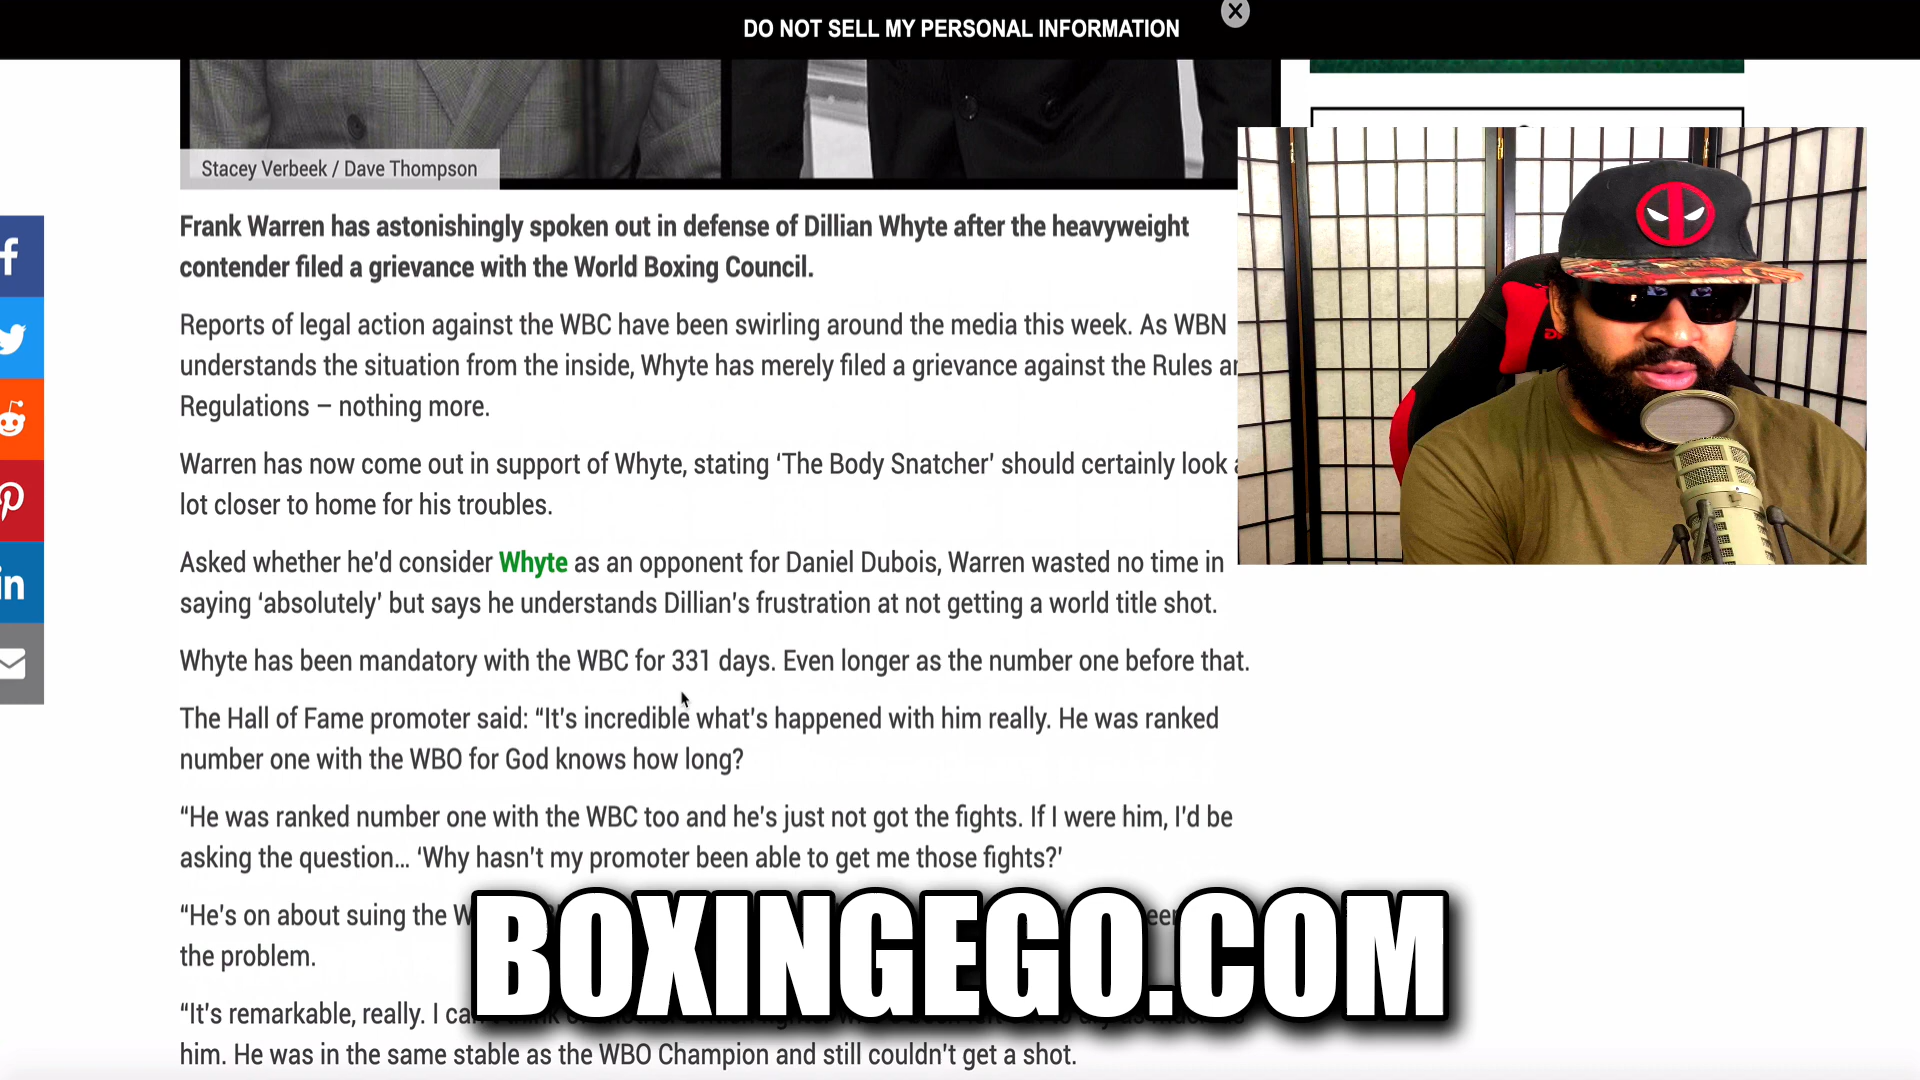 DO NOT SELL MY PERSONAL INFORMATION
Stacey Verbeek / Dave Thompson
Frank Warren has astonishingly spoken out in defense of Dillian Whyte after the heavyweight
contender filed a grievance with the World Boxing Council.
Reports of legal action against the WBC have been swirling around the media this week. As WBN
understands the situation from the inside, Whyte has merely filed a grievance against the Rules
Regulations – nothing more.
Warren has now come out in support of Whyte, stating ‘The Body Snatcher’ should certainly look
lot closer to home for his troubles.
Asked whether he’d consider Whyte as an opponent for Daniel Dubois, Warren wasted no time in
saying ‘absolutely’ but says he understands Dillian’s frustration at not getting a world title shot.
Whyte has been mandatory with the WBC for 331 days. Even longer as the number one before that.
The Hall of Fame promoter said: “It’s incredible what’s happened with him really. He was ranked
number one with the WBO for God knows how long?
“He was ranked number one with the WBC too and he’s just not got the fights. If I were him, I’d be
asking the question… ‘Why hasn’t my promoter been able to get me those fights?’
“He’s on about suing the
the problem.
BOXINGEGO.COM
“It’s remarkable, really. I
him. He was in the same stable as the WBO Champion and still couldn’t get a shot.